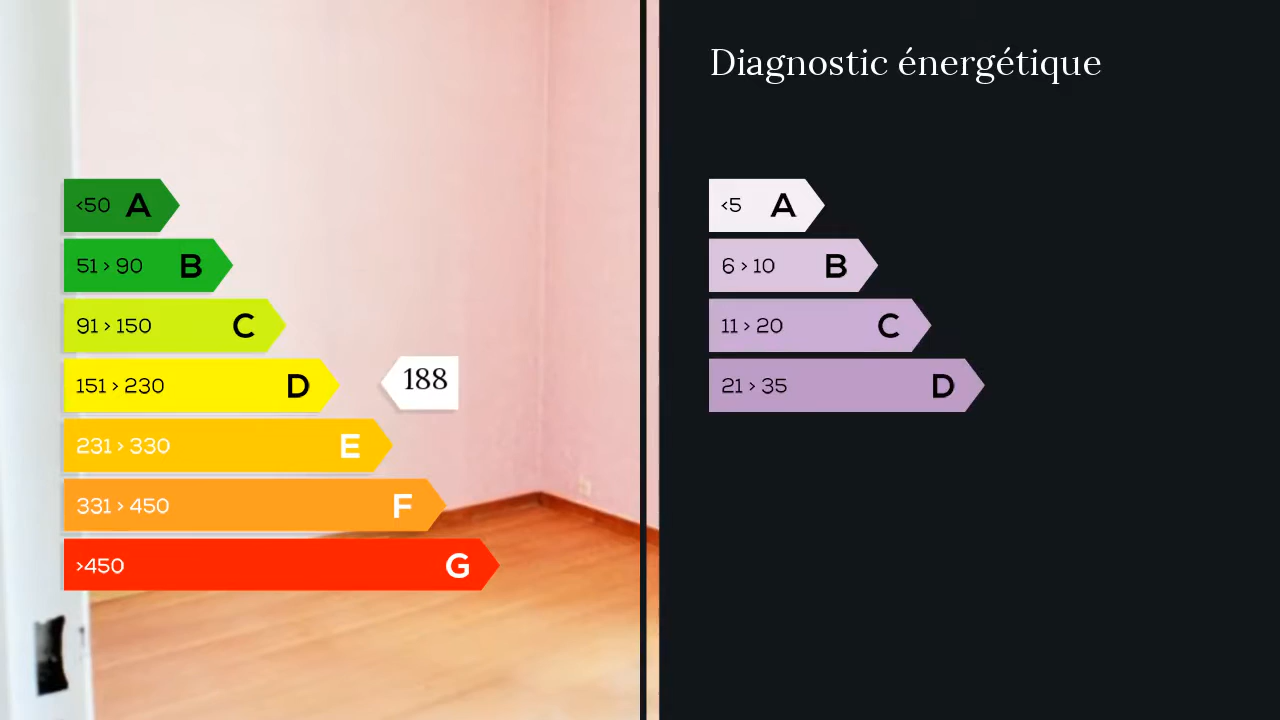 Diagnostic énergétique
<50 A
51 > 90 B
91 > 150 C
151 > 230 D
188
231 > 330 E
331 > 450 F
>450 G
<5 A
6 > 10 B
11 > 20 C
21 > 35 D